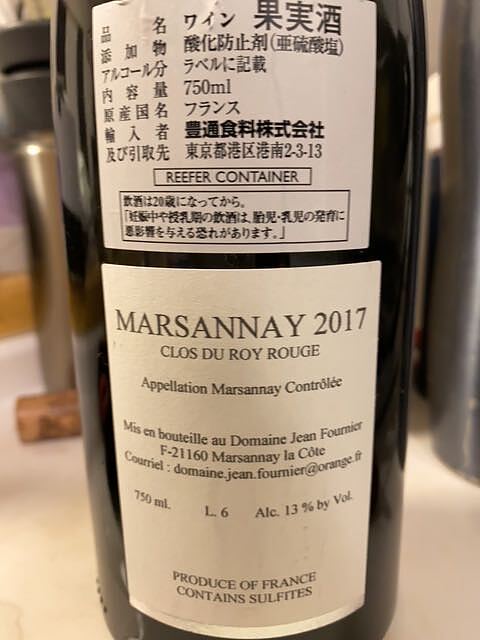 品名 ワイン 果実酒
添加物 酸化防止剤(亜硫酸塩)
アルコール分 ラベルに記載
内容量 750ml
原産国名 フランス
輸入者 豊通食料株式会社
及び引取先 東京都港区港南2-3-13
REEFER CONTAINER
飲酒は20歳になってから。
「妊娠中や授乳期の飲酒は、胎児・乳児の発育に
悪影響を与える恐れがあります。」
MARSANNAY 2017
CLOS DU ROY ROUGE
Appellation Marsannay Contrôlée
Mis en bouteille au Domaine Jean Fournier
F-21160 Marsannay la Côte
Courriel : domaine.jean.fournier@orange.fr
750 ml. L. 6 Alc. 13 % by Vol.
PRODUCE OF FRANCE
CONTAINS SULFITES